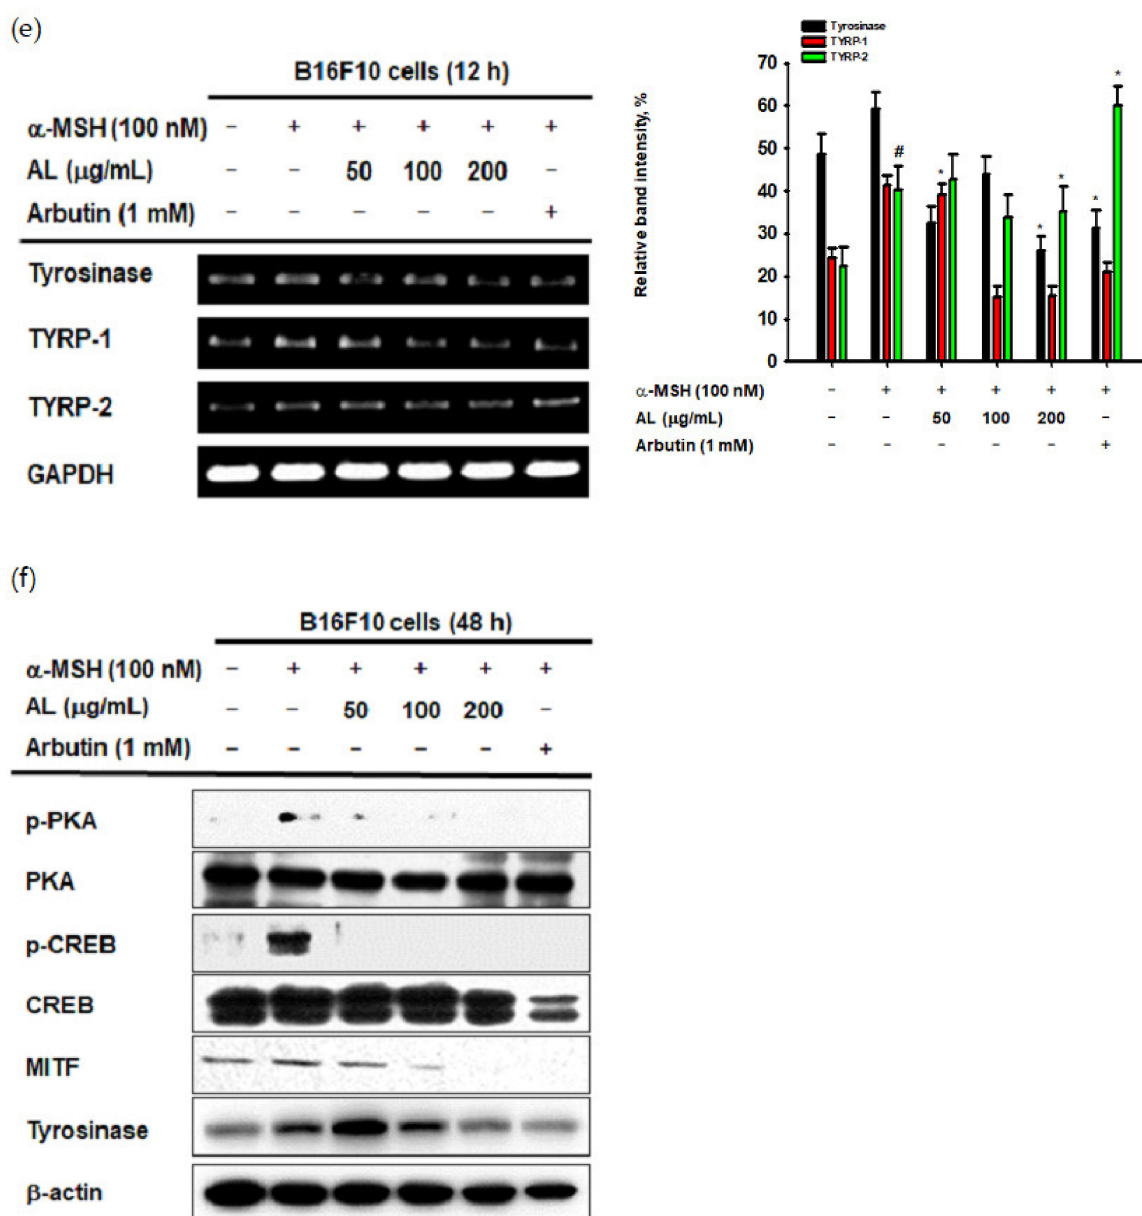 (e)
B16F10 cells (12 h)
α-MSH (100 nM) – + + + + +
AL (μg/mL) – – 50 100 200 –
Arbutin (1 mM) – – – – – +
Tyrosinase
TYRP-1
TYRP-2
GAPDH
Tyrosinase
TYRP-1
TYRP-2
Relative band intensity, %
70
60
50
40
30
20
10
0
#
*
*
*
*
*
α-MSH (100 nM) – + + + + +
AL (μg/mL) – – 50 100 200 –
Arbutin (1 mM) – – – – – +
(f)
B16F10 cells (48 h)
α-MSH (100 nM) – + + + + +
AL (μg/mL) – – 50 100 200 –
Arbutin (1 mM) – – – – – +
p-PKA
PKA
p-CREB
CREB
MITF
Tyrosinase
β-actin